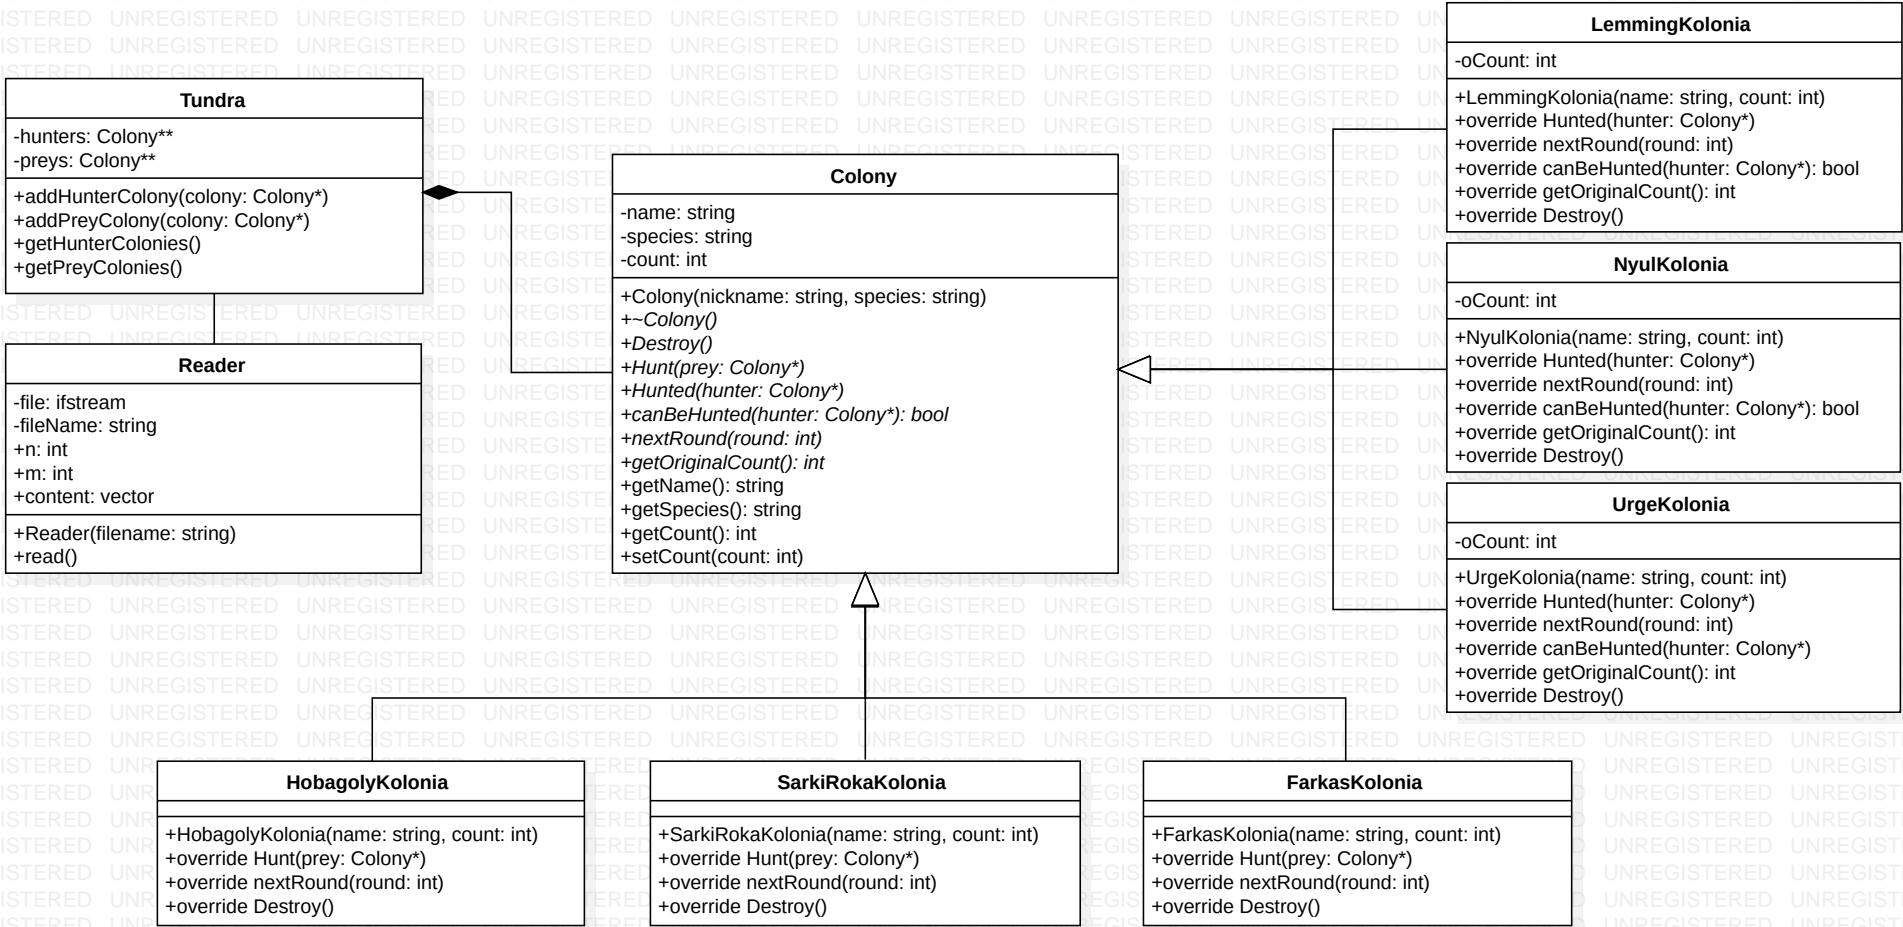 Tundra
-hunters: Colony**
-preys: Colony**
+addHunterColony(colony: Colony*)
+addPreyColony(colony: Colony*)
+getHunterColonies()
+getPreyColonies()
Reader
-file: ifstream
-fileName: string
+n: int
+m: int
+content: vector
+Reader(filename: string)
+read()
Colony
-name: string
-species: string
-count: int
+Colony(nickname: string, species: string)
+~Colony()
+Destroy()
+Hunt(prey: Colony*)
+Hunted(hunter: Colony*)
+canBeHunted(hunter: Colony*): bool
+nextRound(round: int)
+getOriginalCount(): int
+getName(): string
+getSpecies(): string
+getCount(): int
+setCount(count: int)
LemmingKolonia
-oCount: int
+LemmingKolonia(name: string, count: int)
+override Hunted(hunter: Colony*)
+override nextRound(round: int)
+override canBeHunted(hunter: Colony*): bool
+override getOriginalCount(): int
+override Destroy()
NyulKolonia
-oCount: int
+NyulKolonia(name: string, count: int)
+override Hunted(hunter: Colony*)
+override nextRound(round: int)
+override canBeHunted(hunter: Colony*): bool
+override getOriginalCount(): int
+override Destroy()
UrgeKolonia
-oCount: int
+UrgeKolonia(name: string, count: int)
+override Hunted(hunter: Colony*)
+override nextRound(round: int)
+override canBeHunted(hunter: Colony*)
+override getOriginalCount(): int
+override Destroy()
HobagolyKolonia
+HobagolyKolonia(name: string, count: int)
+override Hunt(prey: Colony*)
+override nextRound(round: int)
+override Destroy()
SarkiRokaKolonia
+SarkiRokaKolonia(name: string, count: int)
+override Hunt(prey: Colony*)
+override nextRound(round: int)
+override Destroy()
FarkasKolonia
+FarkasKolonia(name: string, count: int)
+override Hunt(prey: Colony*)
+override nextRound(round: int)
+override Destroy()
UNREGISTERED